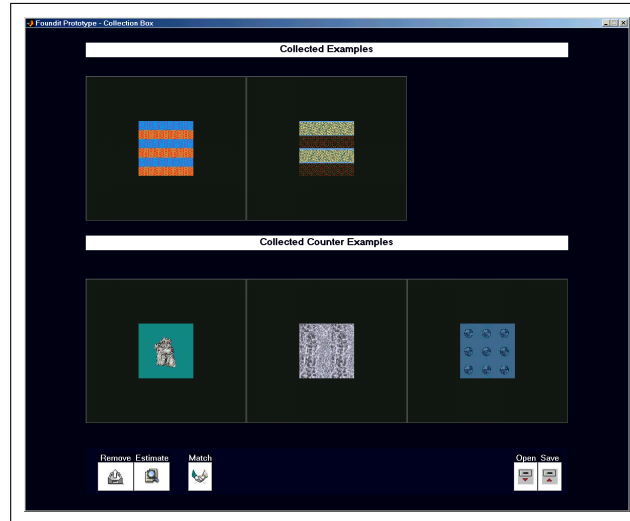 Foundit Prototype - Collection Box
Collected Examples
Collected Counter Examples
Remove Estimate Match Open Save